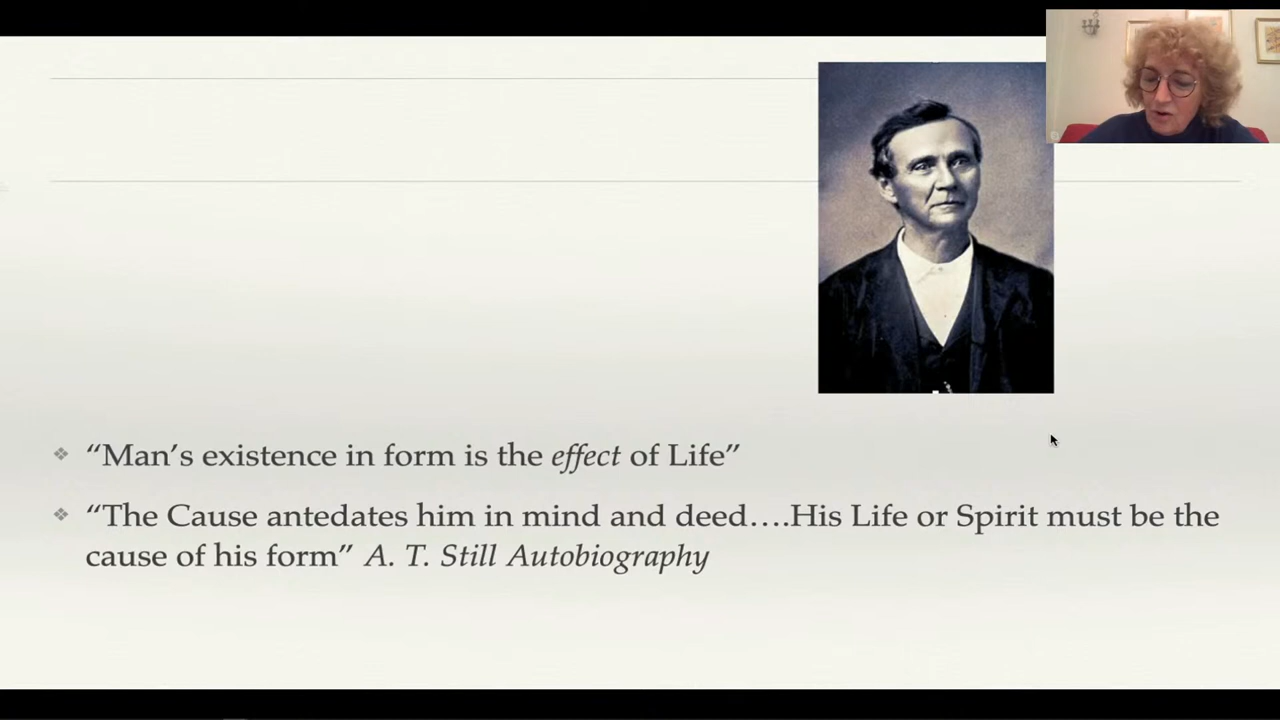 “Man’s existence in form is the effect of Life”
“The Cause antedates him in mind and deed….His Life or Spirit must be the
cause of his form” A. T. Still Autobiography